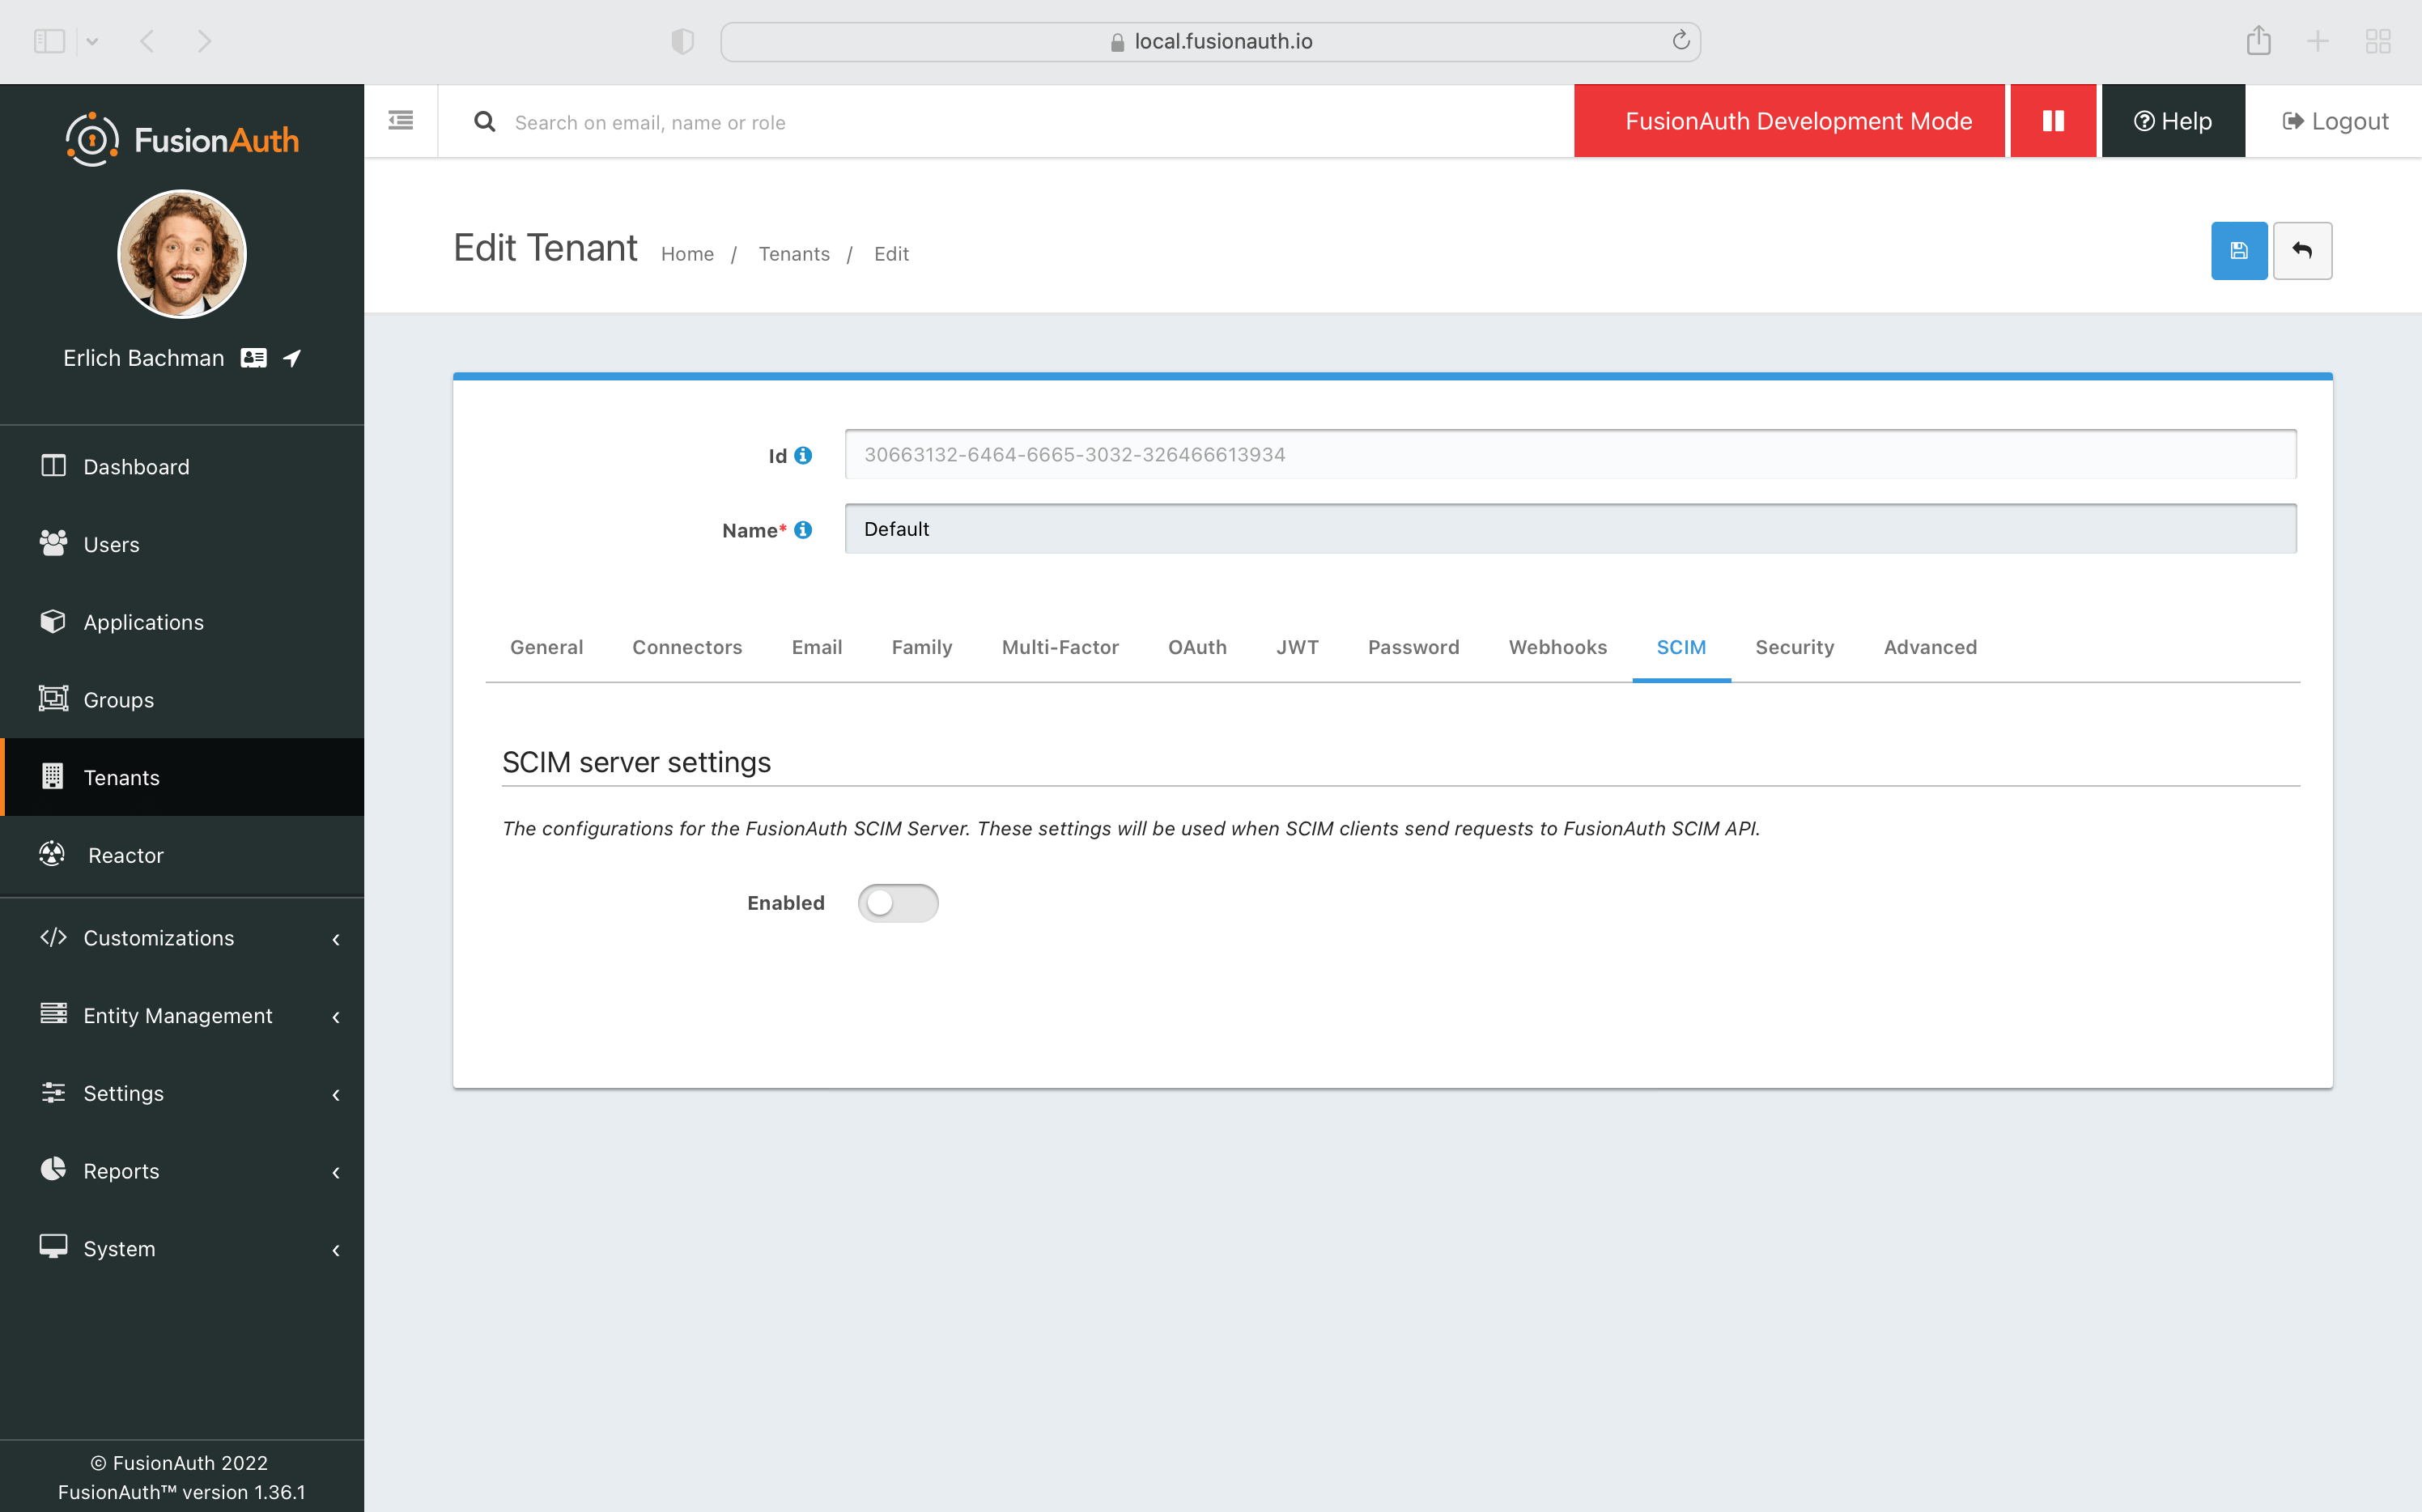 local.fusionauth.io
FusionAuth
Search on email, name or role
FusionAuth Development Mode
Help
Logout
Edit Tenant Home / Tenants / Edit
Erlich Bachman
Dashboard
Users
Applications
Groups
Tenants
Reactor
Customizations
Entity Management
Settings
Reports
System
© FusionAuth 2022
FusionAuth™ version 1.36.1
Id 30663132-6464-6665-3032-326466613934
Name* Default
General Connectors Email Family Multi-Factor OAuth JWT Password Webhooks SCIM Security Advanced
SCIM server settings
The configurations for the FusionAuth SCIM Server. These settings will be used when SCIM clients send requests to FusionAuth SCIM API.
Enabled